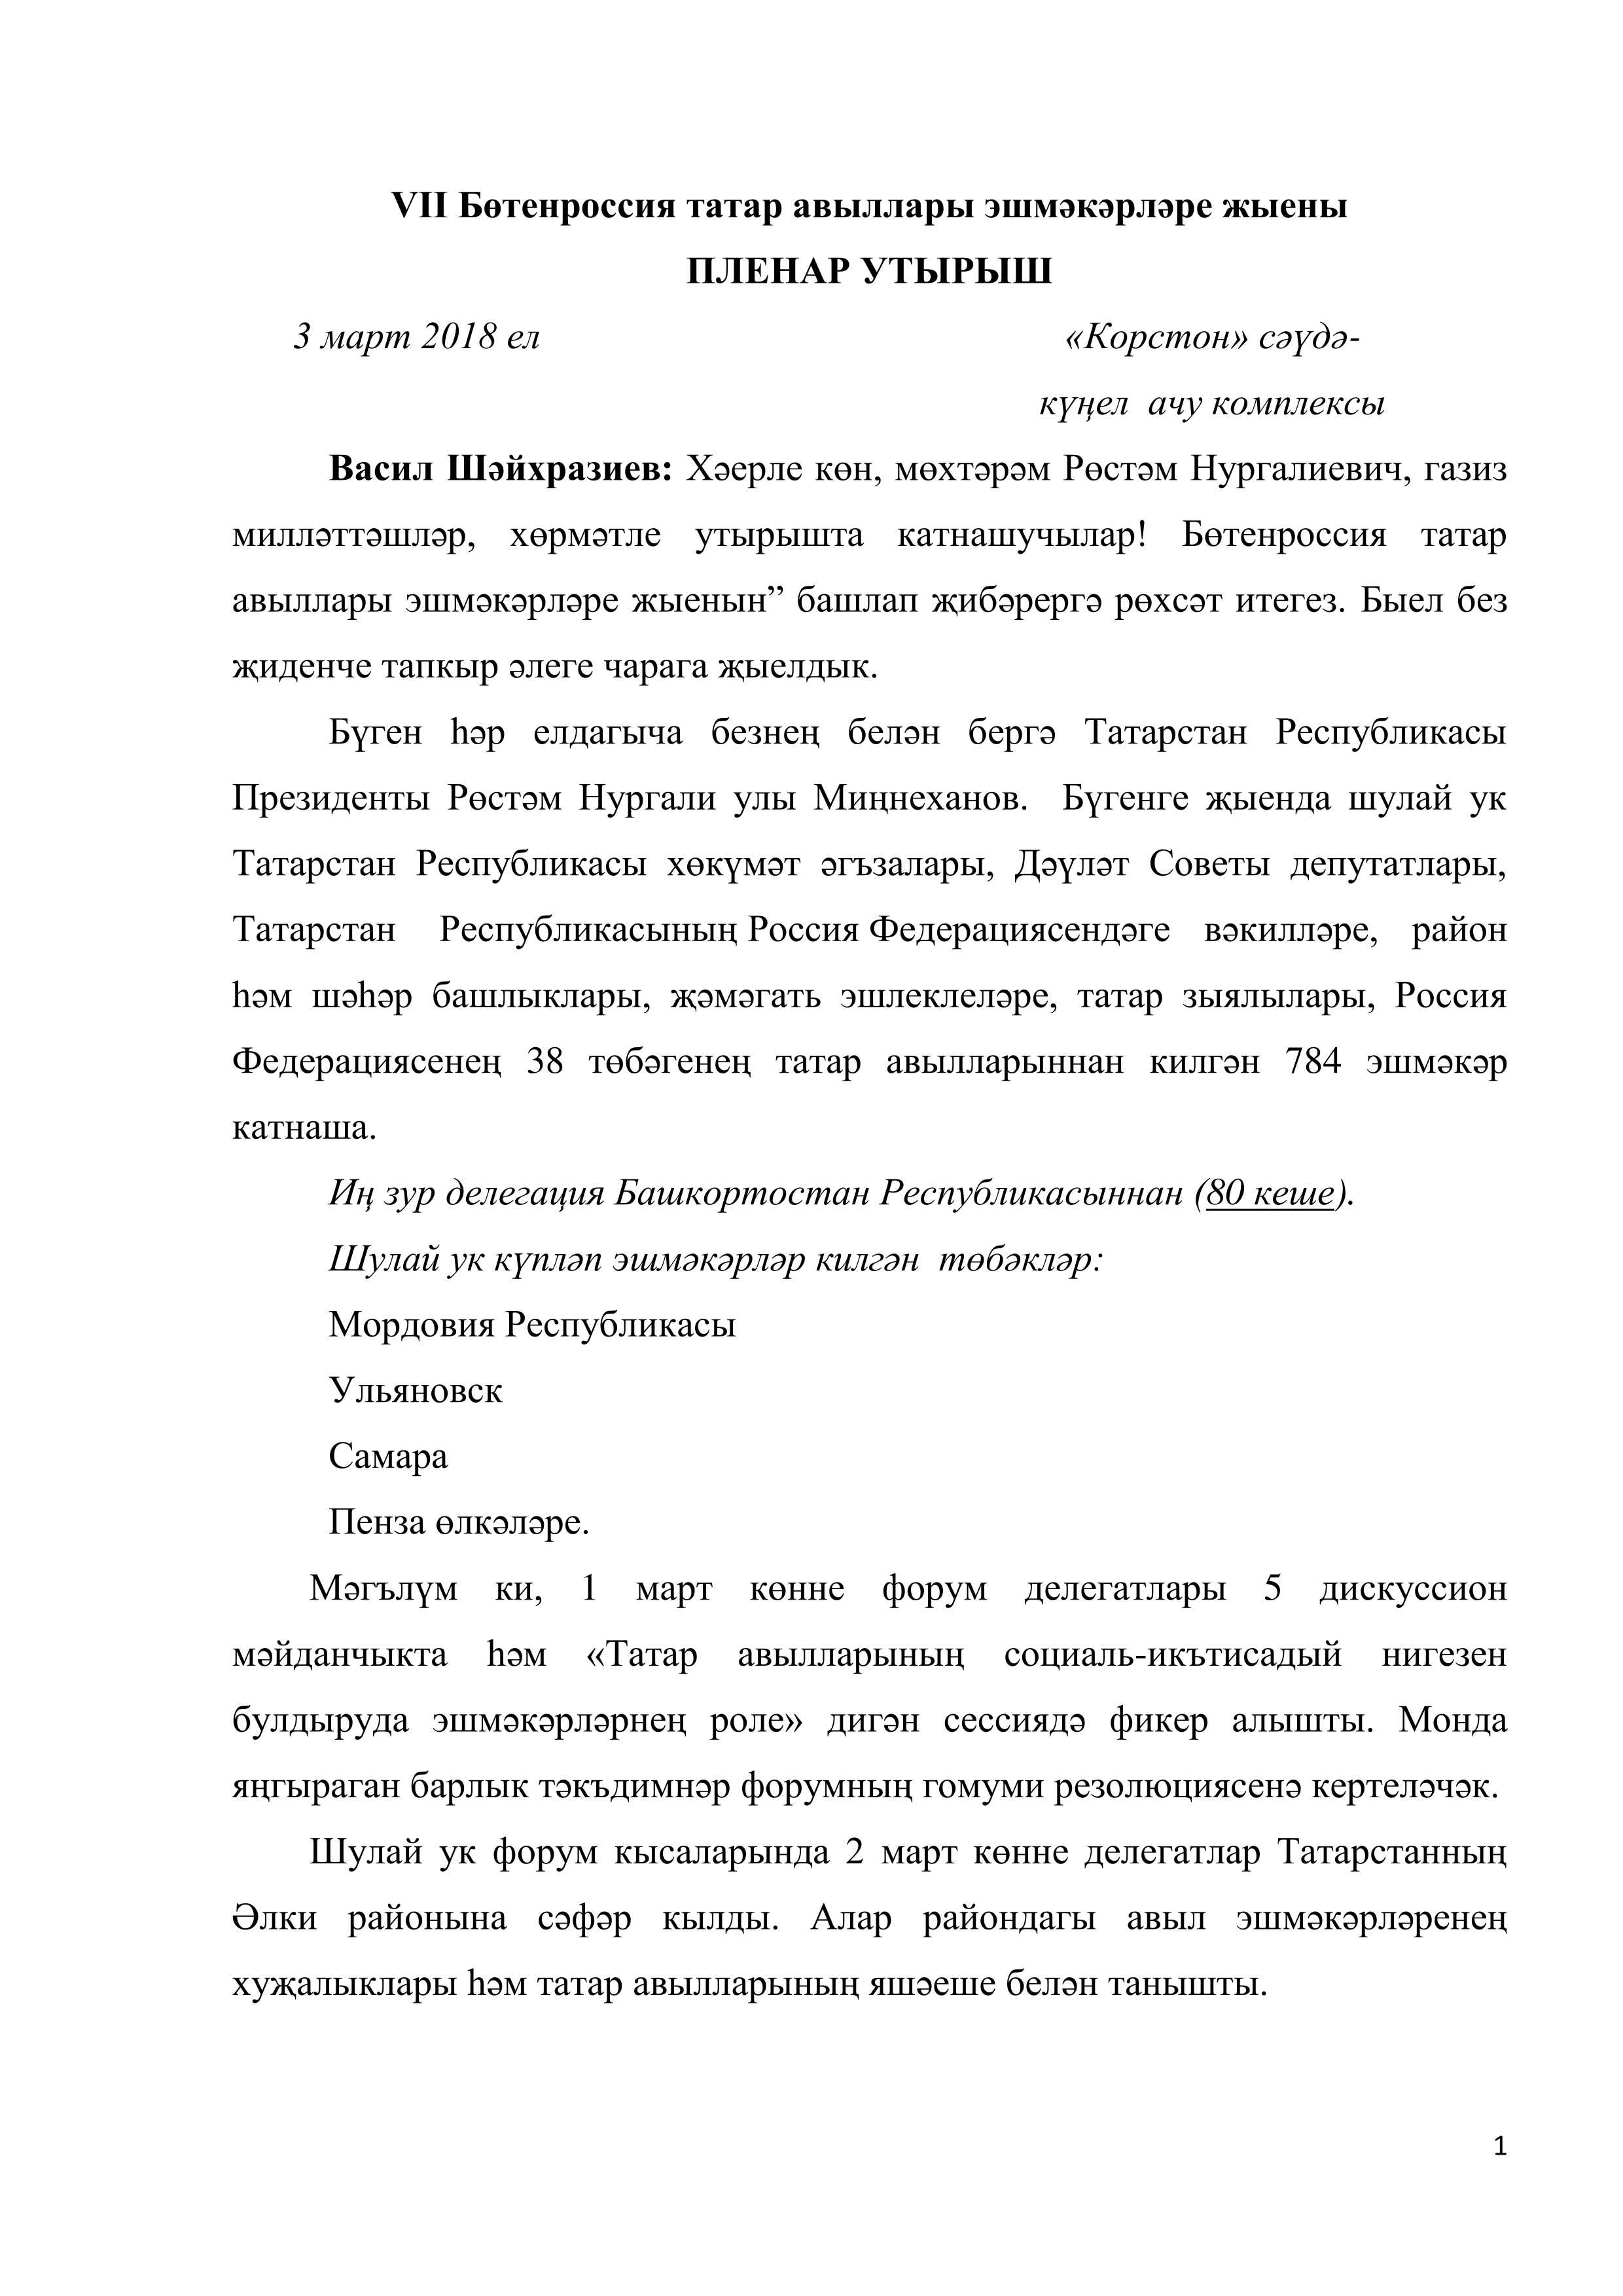 VII Бөтенроссия татар авыллары эшмәкәрләре жыены
ПЛЕНАР УТЫРЫШ
3 март 2018 ел «Корстон» сәүдә-
күңел ачу комплексы
Васил Шәйхразиев: Хәерле көн, мөхтәрәм Рөстәм Нургалиевич, газиз
милләттәшләр, хөрмәтле утырышта катнашучылар! Бөтенроссия татар
авыллары эшмәкәрләре жыенын” башлап җибәрергә рөхсәт итегез. Быел без
җиденче тапкыр әлеге чарага җыелдык.
Бүген һәр елдагыча безнең белән бергә Татарстан Республикасы
Президенты Рөстәм Нургали улы Миңнеханов. Бүгенге җыенда шулай ук
Татарстан Республикасы хөкүмәт әгъзалары, Дәүләт Советы депутатлары,
Татарстан Республикасының Россия Федерациясендәге вәкилләре, район
һәм шәһәр башлыклары, җәмәгать эшлеклеләре, татар зыялылары, Россия
Федерациясенең 38 төбәгенең татар авылларыннан килгән 784 эшмәкәр
катнаша.
Иң зур делегация Башкортостан Республикасыннан (80 кеше).
Шулай ук күпләп эшмәкәрләр килгән төбәкләр:
Мордовия Республикасы
Ульяновск
Самара
Пенза өлкәләре.
Мәгълүм ки, 1 март көнне форум делегатлары 5 дискуссион
мәйданчыкта һәм «Татар авылларының социаль-икътисадый нигезен
булдыруда эшмәкәрләрнең роле» дигән сессиядә фикер алышты. Монда
яңгыраган барлык тәкъдимнәр форумның гомуми резолюциясенә кертеләчәк.
Шулай ук форум кысаларында 2 март көнне делегатлар Татарстанның
Әлки районына сәфәр кылды. Алар райондагы авыл эшмәкәрләренең
хуҗалыклары һәм татар авылларының яшәеше белән танышты.
1